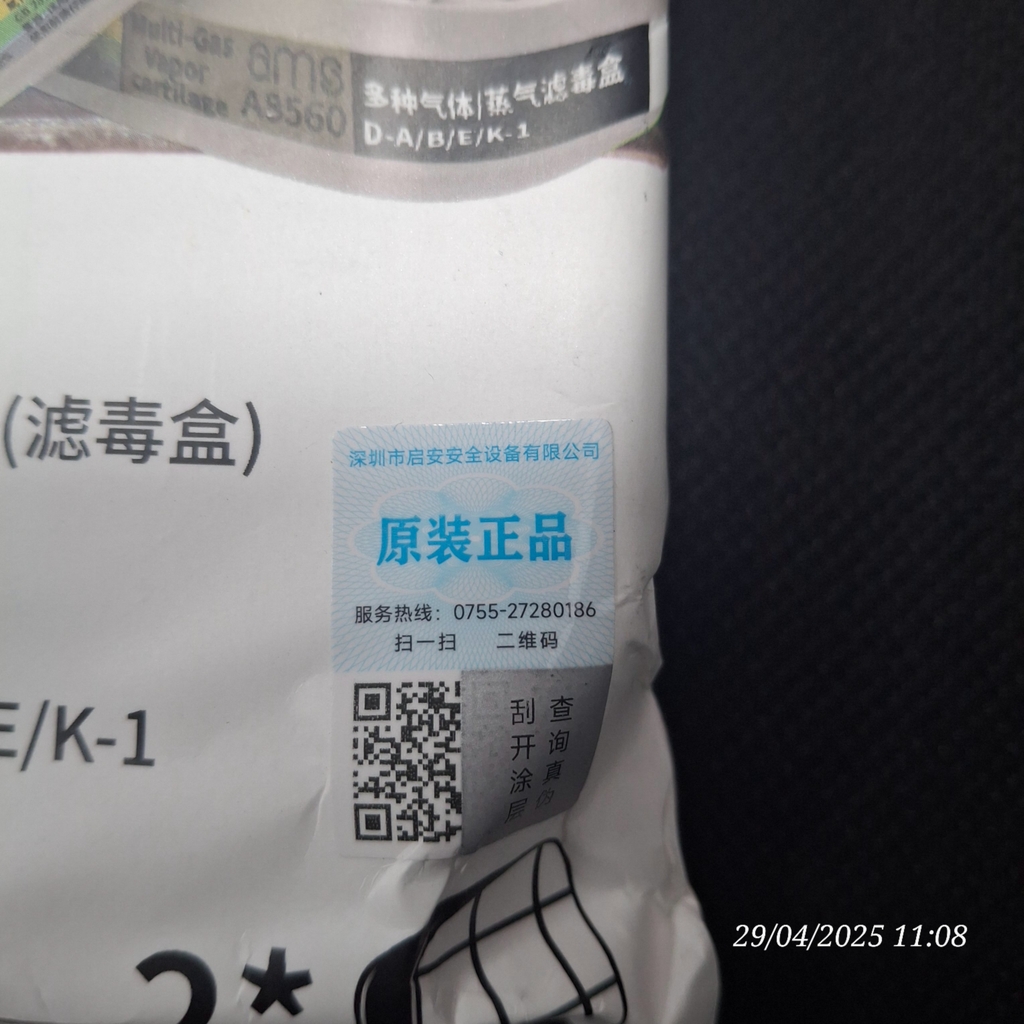 Multi-Gas
Vapor
cartilage
ams
A3560
多种气体|蒸气滤毒盒
D-A/B/E/K-1
(滤毒盒)
深圳市启安安全设备有限公司
原装正品
服务热线：0755-27280186
扫一扫 二维码
刮开涂层
查询真伪
E/K-1
2*
29/04/2025 11:08